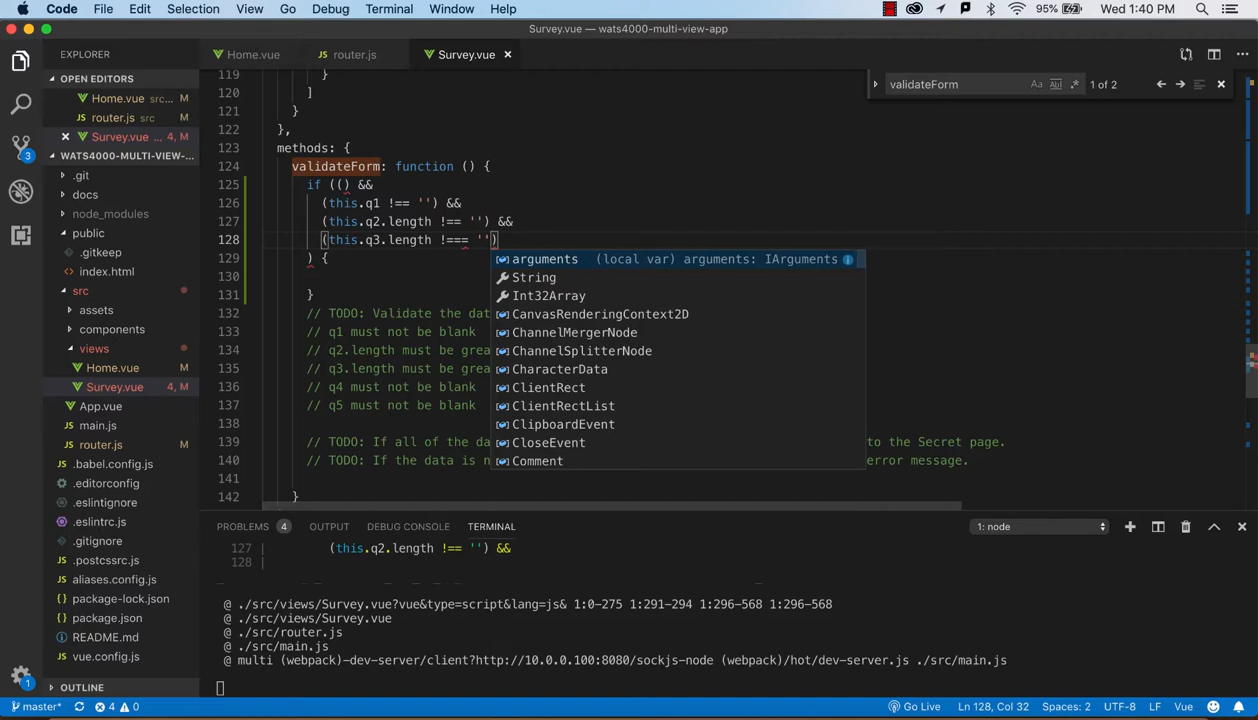 Code File Edit Selection View Go Debug Terminal Window Help 95% Wed 1:40 PM
Survey.vue — wats4000-multi-view-app
EXPLORER
Home.vue router.js Survey.vue ×
OPEN EDITORS
Home.vue src... M
router.js src M
× Survey.vue ... 4, M
WATS4000-MULTI-VIEW-...
.git
docs
node_modules
public
.gitkeep
index.html
src
assets
components
views
Home.vue M
Survey.vue 4, M
App.vue
main.js
router.js M
.babel.config.js
.editorconfig
.eslintignore
.eslintrc.js
.gitignore
.postcssrc.js
aliases.config.js
package-lock.json
package.json
README.md
vue.config.js
OUTLINE
3
1
validateForm Aa Abl .* 1 of 2
119 }
120 ]
121 }
122 },
123 methods: {
124 validateForm: function () {
125 if (() &&
126 (this.q1 !== '') &&
127 (this.q2.length !== '') &&
128 (this.q3.length !=== '')
129 ) {
130
131 }
132 // TODO: Validate the dat
133 // q1 must not be blank
134 // q2.length must be grea
135 // q3.length must be grea
136 // q4 must not be blank
137 // q5 must not be blank
138
139 // TODO: If all of the da to the Secret page.
140 // TODO: If the data is n error message.
141
142 }
arguments (local var) arguments: IArguments
String
Int32Array
CanvasRenderingContext2D
ChannelMergerNode
ChannelSplitterNode
CharacterData
ClientRect
ClientRectList
ClipboardEvent
CloseEvent
Comment
PROBLEMS 4 OUTPUT DEBUG CONSOLE TERMINAL 1: node
127 | (this.q2.length !== '') &&
128 |
@ ./src/views/Survey.vue?vue&type=script&lang=js& 1:0-275 1:291-294 1:296-568 1:296-568
@ ./src/views/Survey.vue
@ ./src/router.js
@ ./src/main.js
@ multi (webpack)-dev-server/client?http://10.0.0.100:8080/sockjs-node (webpack)/hot/dev-server.js ./src/main.js
master* 4 0 Go Live Ln 128, Col 32 Spaces: 2 UTF-8 LF Vue